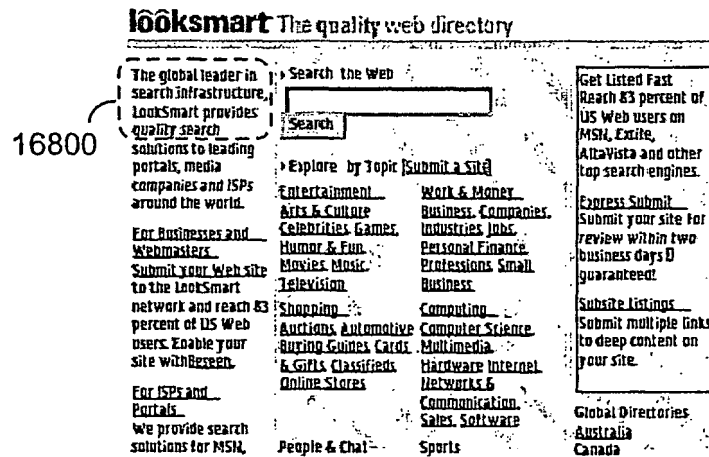 looksmart The quality web directory
16800
The global leader in
search infrastructure,
LookSmart provides
quality search
solutions to leading
portals, media
companies and ISPs
around the world.
For Businesses and
Webmasters
Submit your Web site
to the LookSmart
network and reach 83
percent of US Web
users. Enable your
site with Beseen.
For ISPs and
Portals
We provide search
solutions for MSN,
Search the Web
Search
Explore by Topic Submit a Site
Entertainment
Arts & Culture
Celebrities, Games,
Humor & Fun,
Movies, Music,
Television
Shopping
Auctions, Automotive
Buying Guides, Cards
& Gifts, Classifieds
Online Stores
People & Chat
Work & Money
Business, Companies,
Industries, Jobs,
Personal Finance,
Professions, Small
Business
Computing
Computer Science,
Multimedia,
Hardware, Internet,
Networks &
Communication,
Sales, Software
Sports
Get Listed Fast
Reach 83 percent of
US Web users on
MSN, Excite,
AltaVista and other
top search engines.
Express Submit
Submit your site for
review within two
business days
guaranteed!
Subsite Listings
Submit multiple links
to deep content on
your site.
Global Directories
Australia
Canada